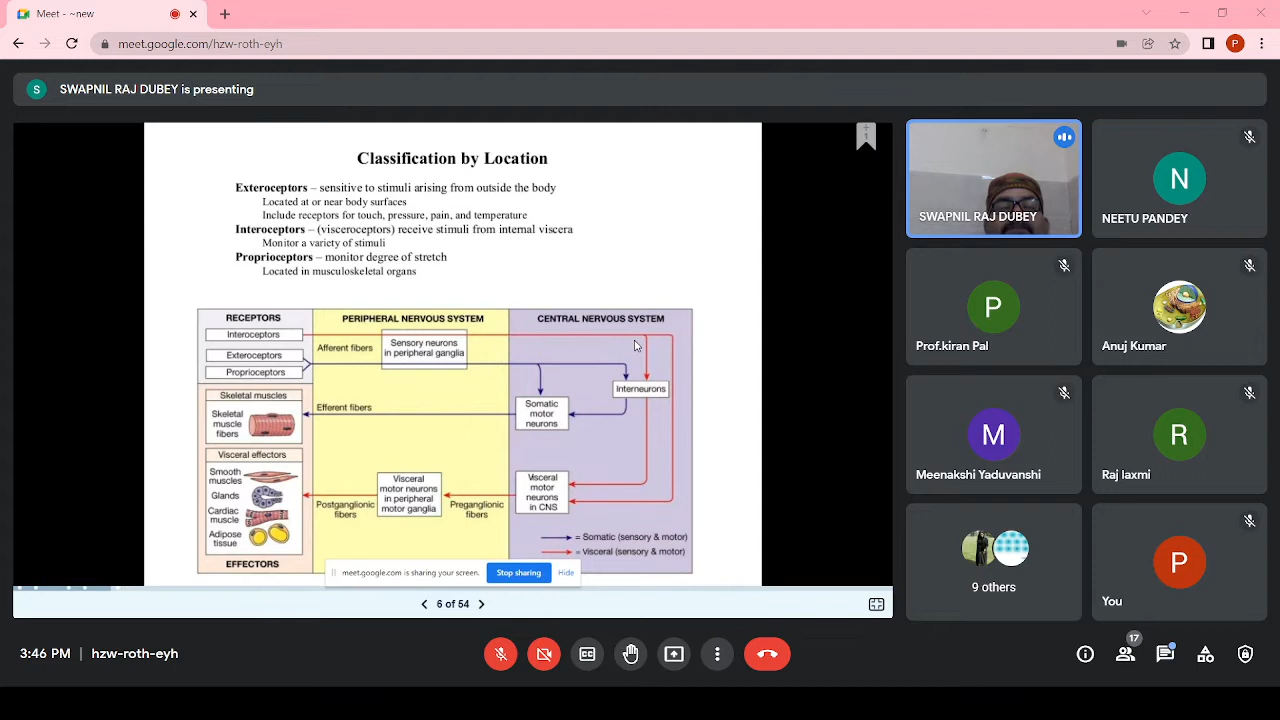 Meet - ~new
meet.google.com/hzw-roth-eyh
P
S
SWAPNIL RAJ DUBEY is presenting
Classification by Location
Exteroceptors – sensitive to stimuli arising from outside the body
Located at or near body surfaces
Include receptors for touch, pressure, pain, and temperature
Interoceptors – (visceroceptors) receive stimuli from internal viscera
Monitor a variety of stimuli
Proprioceptors – monitor degree of stretch
Located in musculoskeletal organs
RECEPTORS
PERIPHERAL NERVOUS SYSTEM
CENTRAL NERVOUS SYSTEM
Interoceptors
Exteroceptors
Proprioceptors
Afferent fibers
Sensory neurons
in peripheral ganglia
Interneurons
Skeletal muscles
Skeletal
muscle
fibers
Efferent fibers
Somatic
motor
neurons
Visceral effectors
Smooth
muscles
Glands
Cardiac
muscle
Adipose
tissue
EFFECTORS
Postganglionic
fibers
Visceral
motor neurons
in peripheral
motor ganglia
Preganglionic
fibers
Visceral
motor
neurons
in CNS
= Somatic (sensory & motor)
= Visceral (sensory & motor)
meet.google.com is sharing your screen.
Stop sharing
Hide
6 of 54
SWAPNIL RAJ DUBEY
N
NEETU PANDEY
P
Prof.kiran Pal
Anuj Kumar
M
Meenakshi Yaduvanshi
R
Raj laxmi
9 others
P
You
3:46 PM | hzw-roth-eyh
17